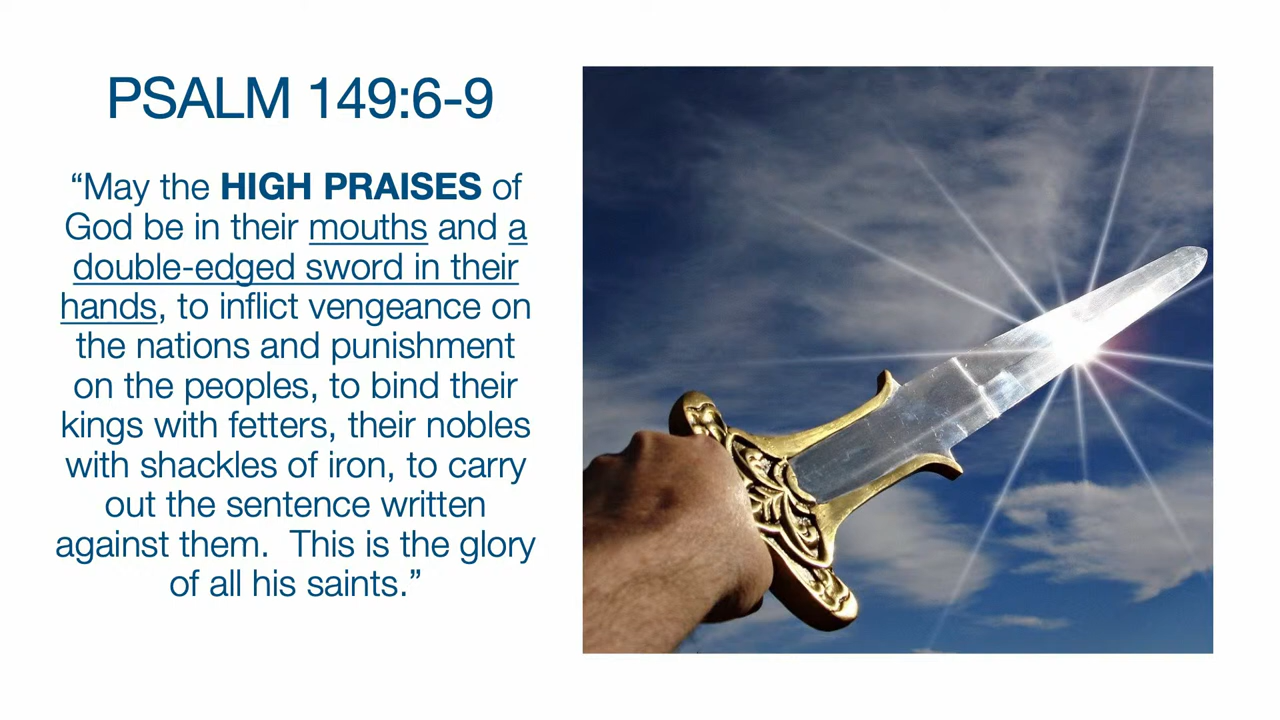 PSALM 149:6-9
“May the HIGH PRAISES of
God be in their mouths and a
double-edged sword in their
hands, to inflict vengeance on
the nations and punishment
on the peoples, to bind their
kings with fetters, their nobles
with shackles of iron, to carry
out the sentence written
against them.  This is the glory
of all his saints.”